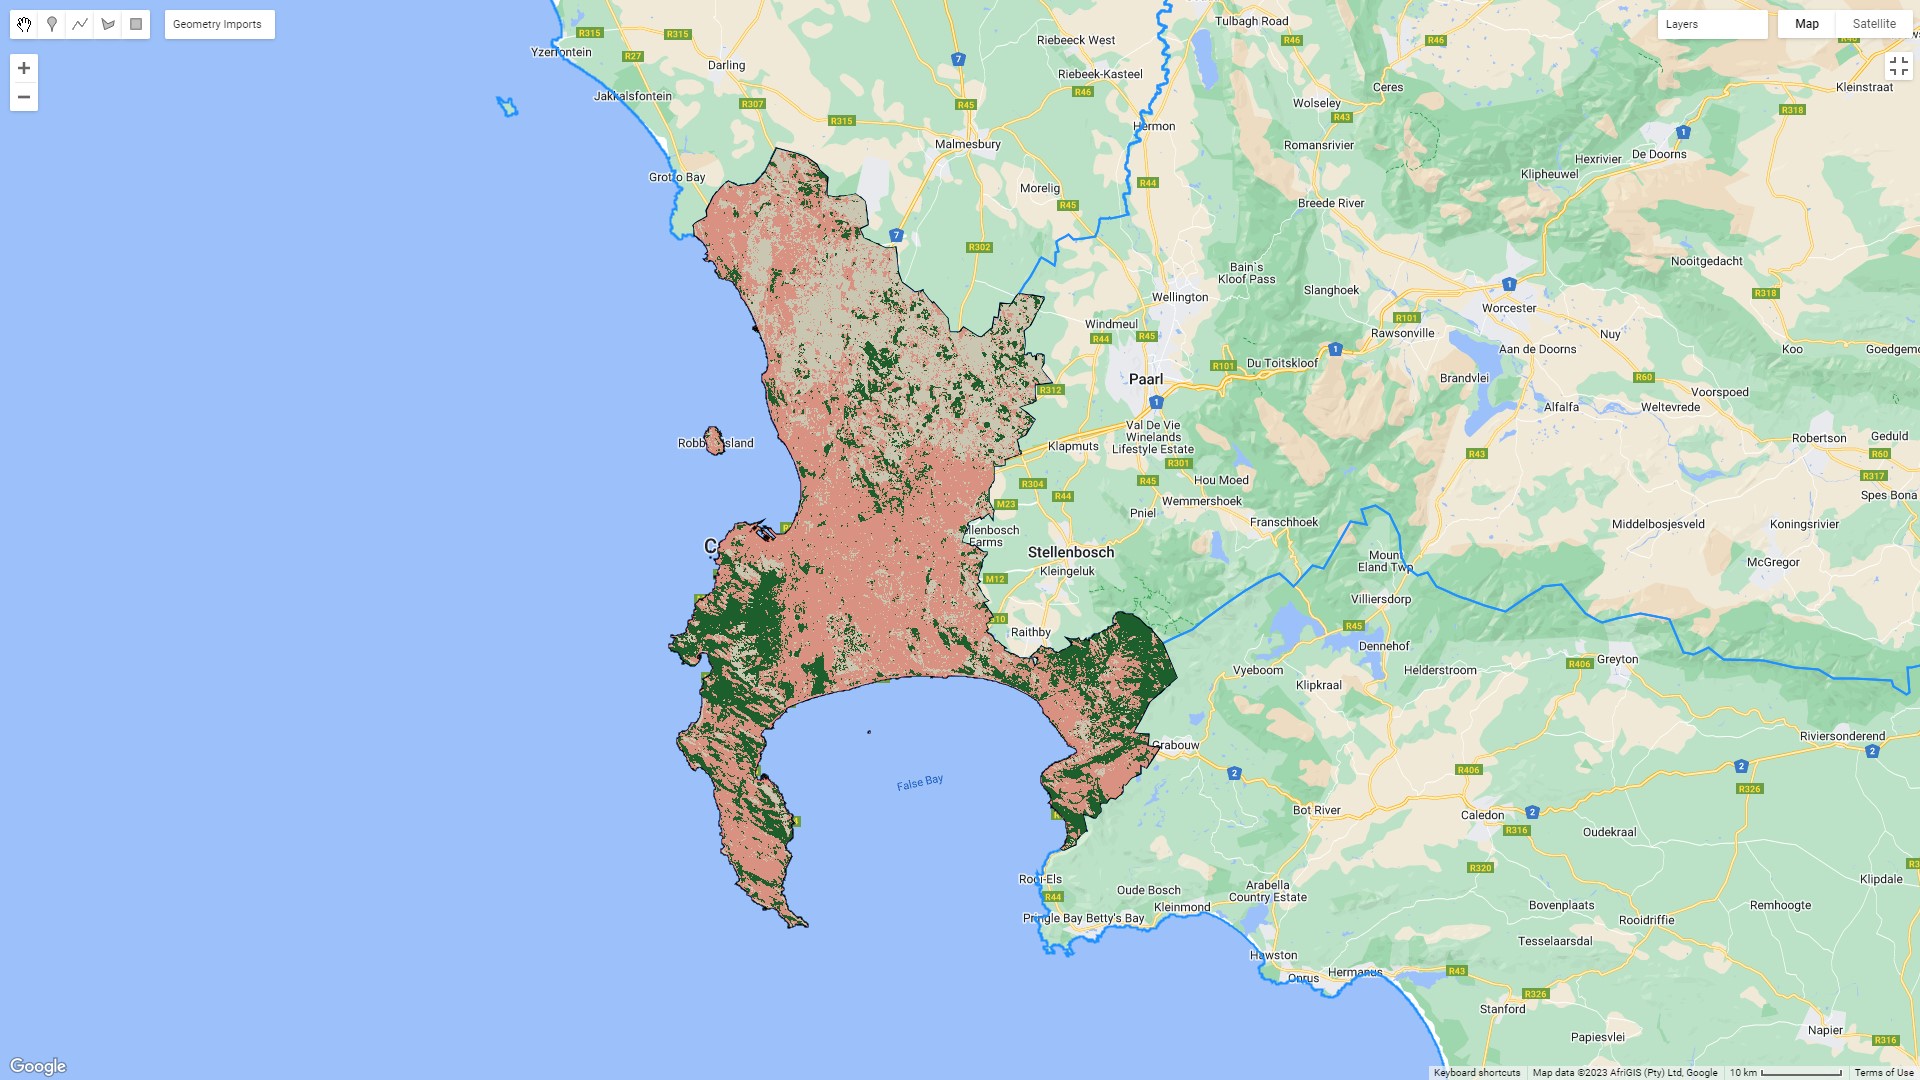 Geometry Imports
Layers
Map
Satellite
Tulbagh Road
R315
R315
Riebeeck West
R46
R46
R46
Yzerfontein
R27
7
Darling
Riebeek-Kasteel
Ceres
Kleinstraat
Jakkalsfontein
R307
R45
R46
Wolseley
R318
R315
R43
Hermon
1
Malmesbury
Romansrivier
Hexrivier
De Doorns
Grotto Bay
Morelig
R44
Klipheuwel
R45
Breede River
7
R302
Bain's
Kloof Pass
Nooitgedacht
Slanghoek
1
Wellington
R318
Worcester
Windmeul
R101
R44
R45
Rawsonville
Nuy
1
Aan de Doorns
Koo
Goedgem
R101
Du Toitskloof
Paarl
Brandvlei
R60
R312
Voorspoed
1
Alfalfa
Weltevrede
Val De Vie
Winelands
Lifestyle Estate
Robbe
sland
Klapmuts
Robertson
Geduld
R43
R60
R301
R317
R304
R45
Hou Moed
R44
Spes Bona
M23
Wemmershoek
Pniel
Franschhoek
Middelbosjesveld
Koningsrivier
llenbosch
Farms
C
Stellenbosch
Kleingeluk
Mount
Eland Twp
McGregor
M12
Villiersdorp
R45
Raithby
Dennehof
Vyeboom
Helderstroom
R406
Greyton
Klipkraal
Grabouw
Riviersonderend
2
2
2
R406
False Bay
R326
Bot River
2
Caledon
R316
Oudekraal
R320
Rooi-Els
R44
Oude Bosch
Arabella
Country Estate
Klipdale
Kleinmond
Bovenplaats
Remhoogte
Pringle Bay
Betty's Bay
Rooidriffie
Tesselaarsdal
Hawston
Onrus
Hermanus
R43
R326
Stanford
Papiesvlei
Napier
R316
Google
Keyboard shortcuts
Map data ©2023 AfriGIS (Pty) Ltd, Google
10 km
Terms of Use